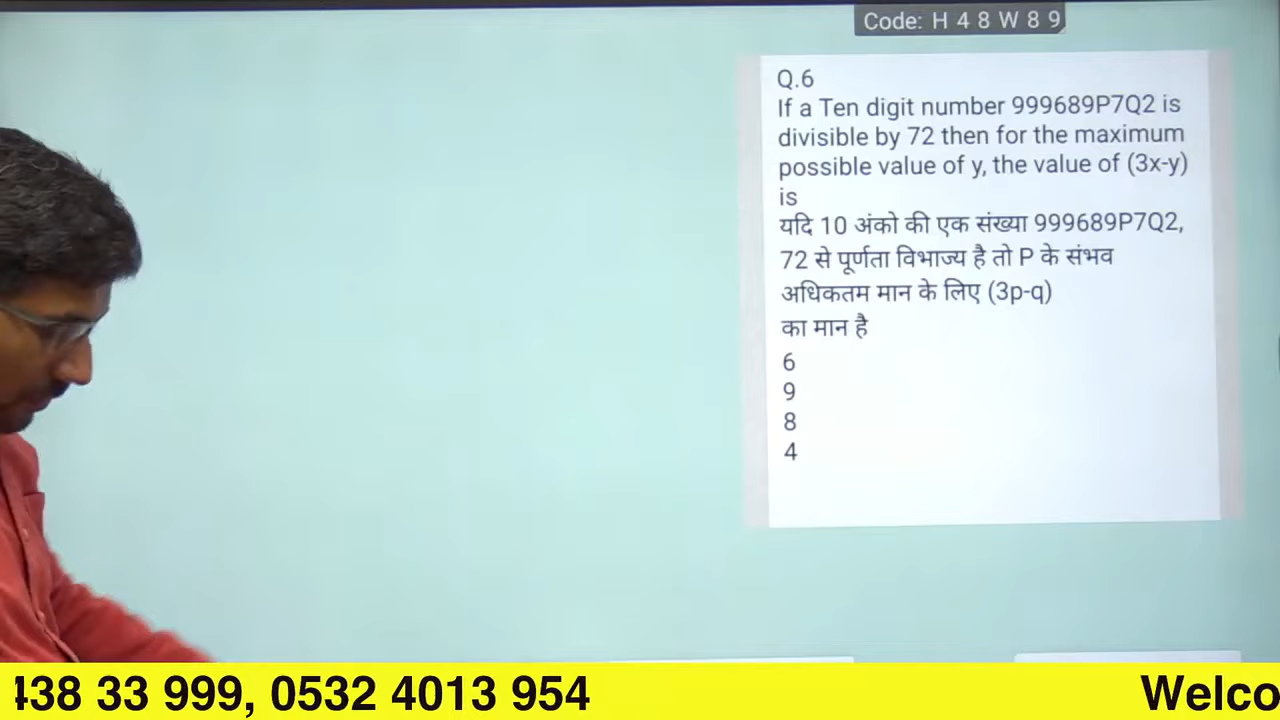 Code: H 4 8 W 8 9
Q.6
If a Ten digit number 999689P7Q2 is
divisible by 72 then for the maximum
possible value of y, the value of (3x-y)
is
यदि 10 अंको की एक संख्या 999689P7Q2,
72 से पूर्णता विभाज्य है तो P के संभव
अधिकतम मान के लिए (3p-q)
का मान है
6
9
8
4
438 33 999, 0532 4013 954
Welco